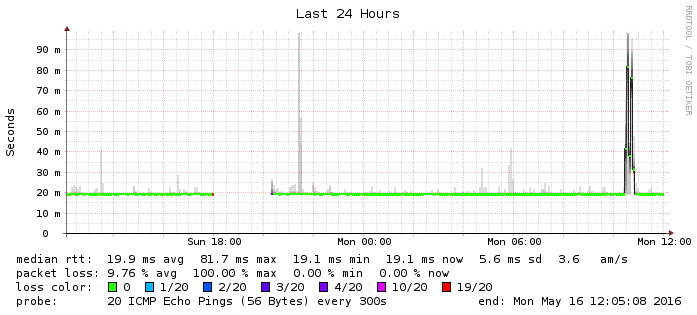 Last 24 Hours
RRDTOOL / TOBI OETIKER
Seconds
90 m
80 m
70 m
60 m
50 m
40 m
30 m
20 m
10 m
0
Sun 18:00 Mon 00:00 Mon 06:00 Mon 12:00
median rtt: 19.9 ms avg 81.7 ms max 19.1 ms min 19.1 ms now 5.6 ms sd 3.6 am/s
packet loss: 9.76 % avg 100.00 % max 0.00 % min 0.00 % now
loss color: 0 1/20 2/20 3/20 4/20 10/20 19/20
probe: 20 ICMP Echo Pings (56 Bytes) every 300s end: Mon May 16 12:05:08 2016